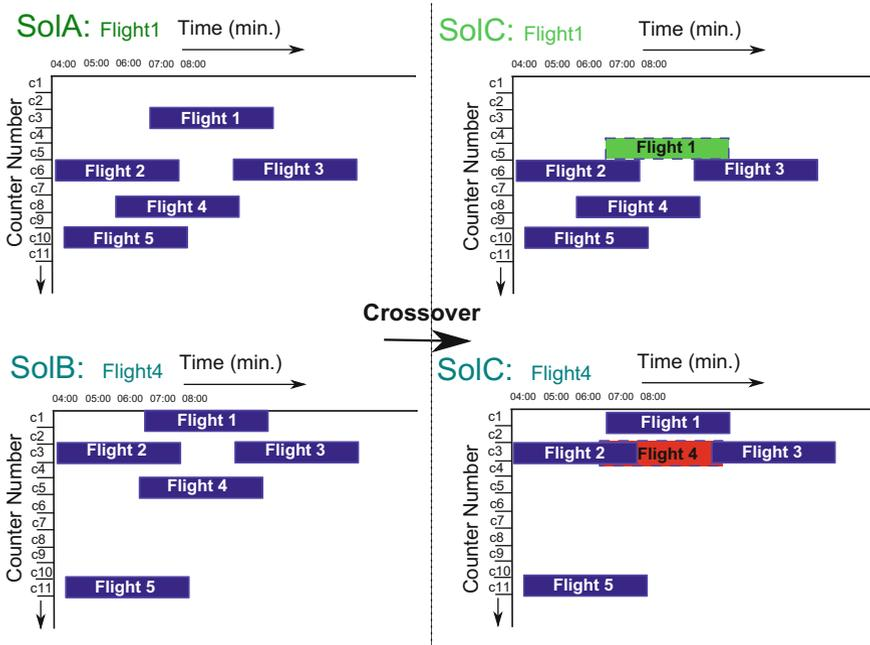 SolA: Flight1 Time (min.)
04:00 05:00 06:00 07:00 08:00
Counter Number
c1
c2
c3
c4
c5
c6
c7
c8
c9
c10
c11
Flight 1
Flight 2
Flight 3
Flight 4
Flight 5
SolC: Flight1 Time (min.)
04:00 05:00 06:00 07:00 08:00
Counter Number
c1
c2
c3
c4
c5
c6
c7
c8
c9
c10
c11
Flight 1
Flight 2
Flight 3
Flight 4
Flight 5
Crossover
SolB: Flight4 Time (min.)
04:00 05:00 06:00 07:00 08:00
Counter Number
c1
c2
c3
c4
c5
c6
c7
c8
c9
c10
c11
Flight 1
Flight 2
Flight 3
Flight 4
Flight 5
SolC: Flight4 Time (min.)
04:00 05:00 06:00 07:00 08:00
Counter Number
c1
c2
c3
c4
c5
c6
c7
c8
c9
c10
c11
Flight 1
Flight 2
Flight 4
Flight 3
Flight 5